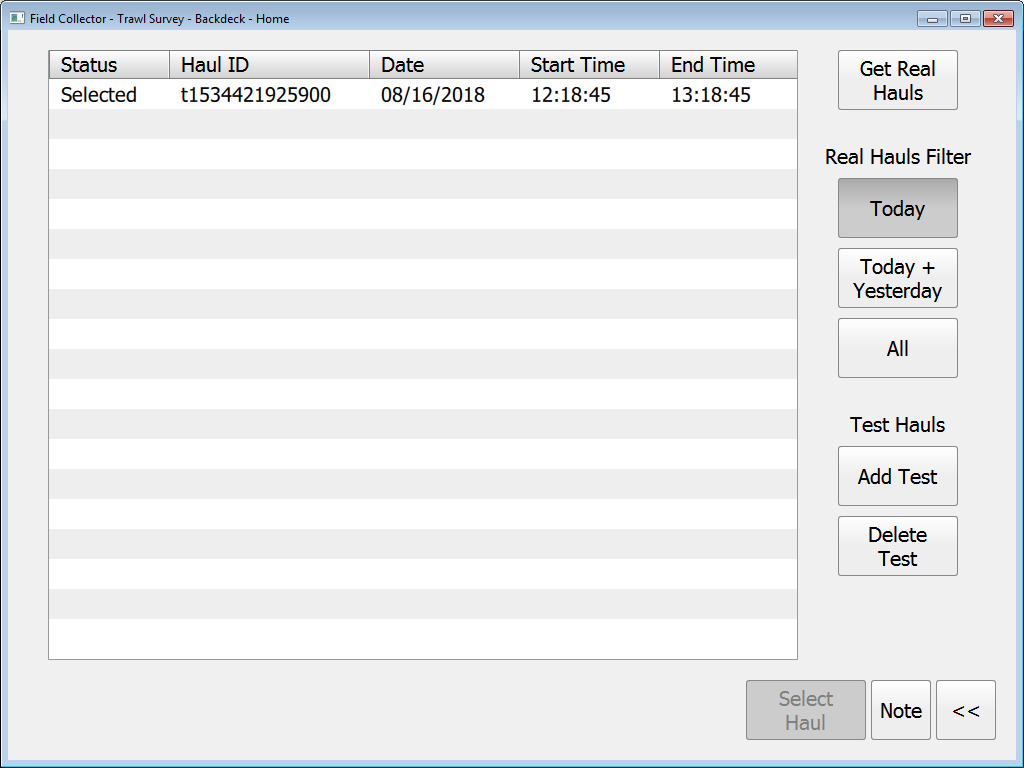 Field Collector - Trawl Survey - Backdeck - Home
Status Haul ID Date Start Time End Time
Selected t1534421925900 08/16/2018 12:18:45 13:18:45
Get Real
Hauls
Real Hauls Filter
Today
Today +
Yesterday
All
Test Hauls
Add Test
Delete
Test
Select
Haul
Note
<<